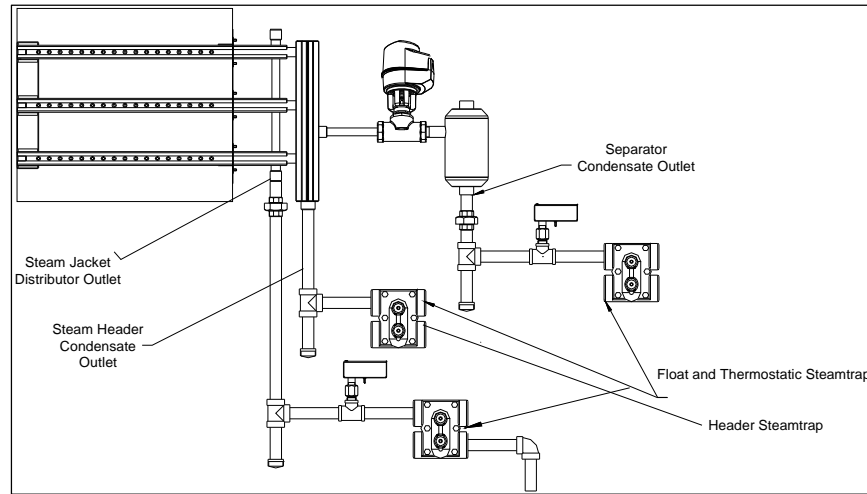 Separator
Condensate Outlet
Steam Jacket
Distributor Outlet
Steam Header
Condensate
Outlet
Float and Thermostatic Steamtrap
Header Steamtrap